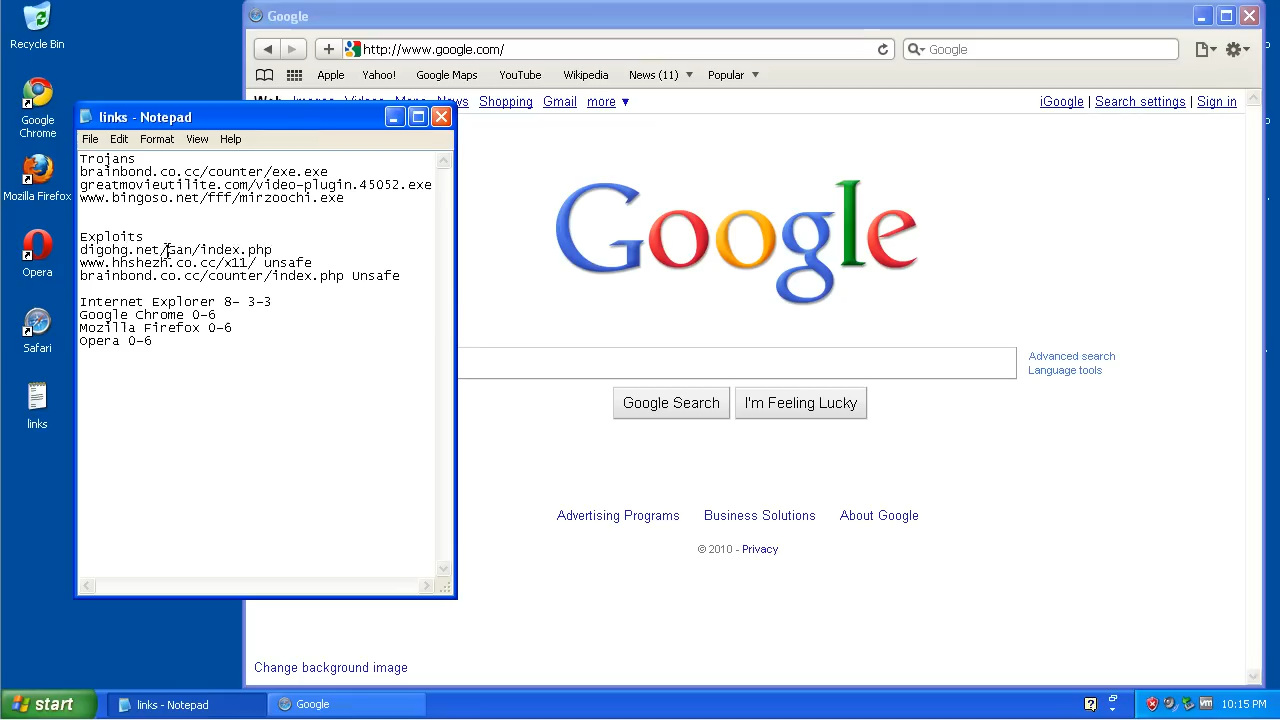 Recycle Bin
Google Chrome
Mozilla Firefox
Opera
Safari
links
Google
http://www.google.com/
Google
Apple
Yahoo!
Google Maps
YouTube
Wikipedia
News (11)
Popular
News
Shopping
Gmail
more
iGoogle | Search settings | Sign in
links - Notepad
File Edit Format View Help
Trojans
brainbond.co.cc/counter/exe.exe
greatmovieutilite.com/video-plugin.45052.exe
www.bingoso.net/fff/mirzoochi.exe
Exploits
www.hhshezh.co.cc/x11/ unsafe
brainbond.co.cc/counter/index.php Unsafe
Internet Explorer 8- 3-3
Google Chrome 0-6
Mozilla Firefox 0-6
Opera 0-6
Google
Advanced search
Language tools
Google Search
I'm Feeling Lucky
Advertising Programs
Business Solutions
About Google
© 2010 - Privacy
Change background image
start
links - Notepad
Google
10:15 PM